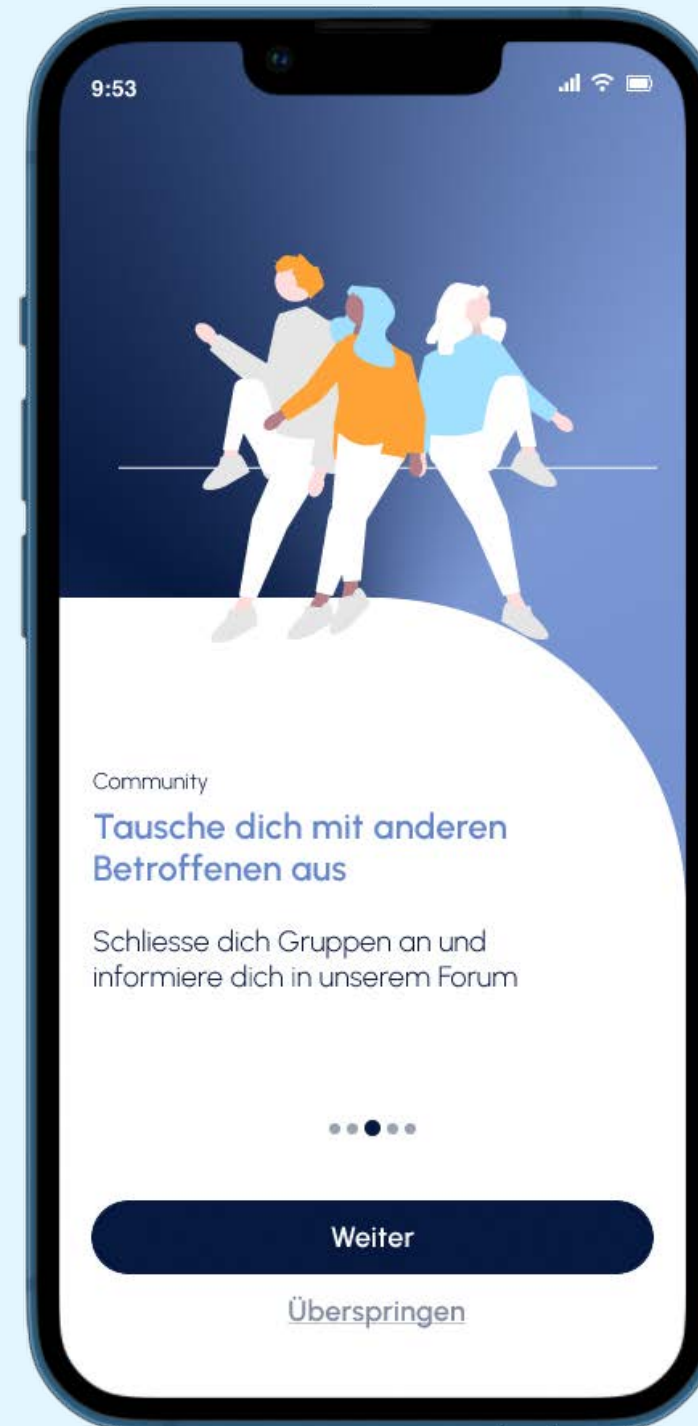 9:53
Community
Tausche dich mit anderen
Betroffenen aus
Schliesse dich Gruppen an und
informiere dich in unserem Forum
Weiter
Überspringen